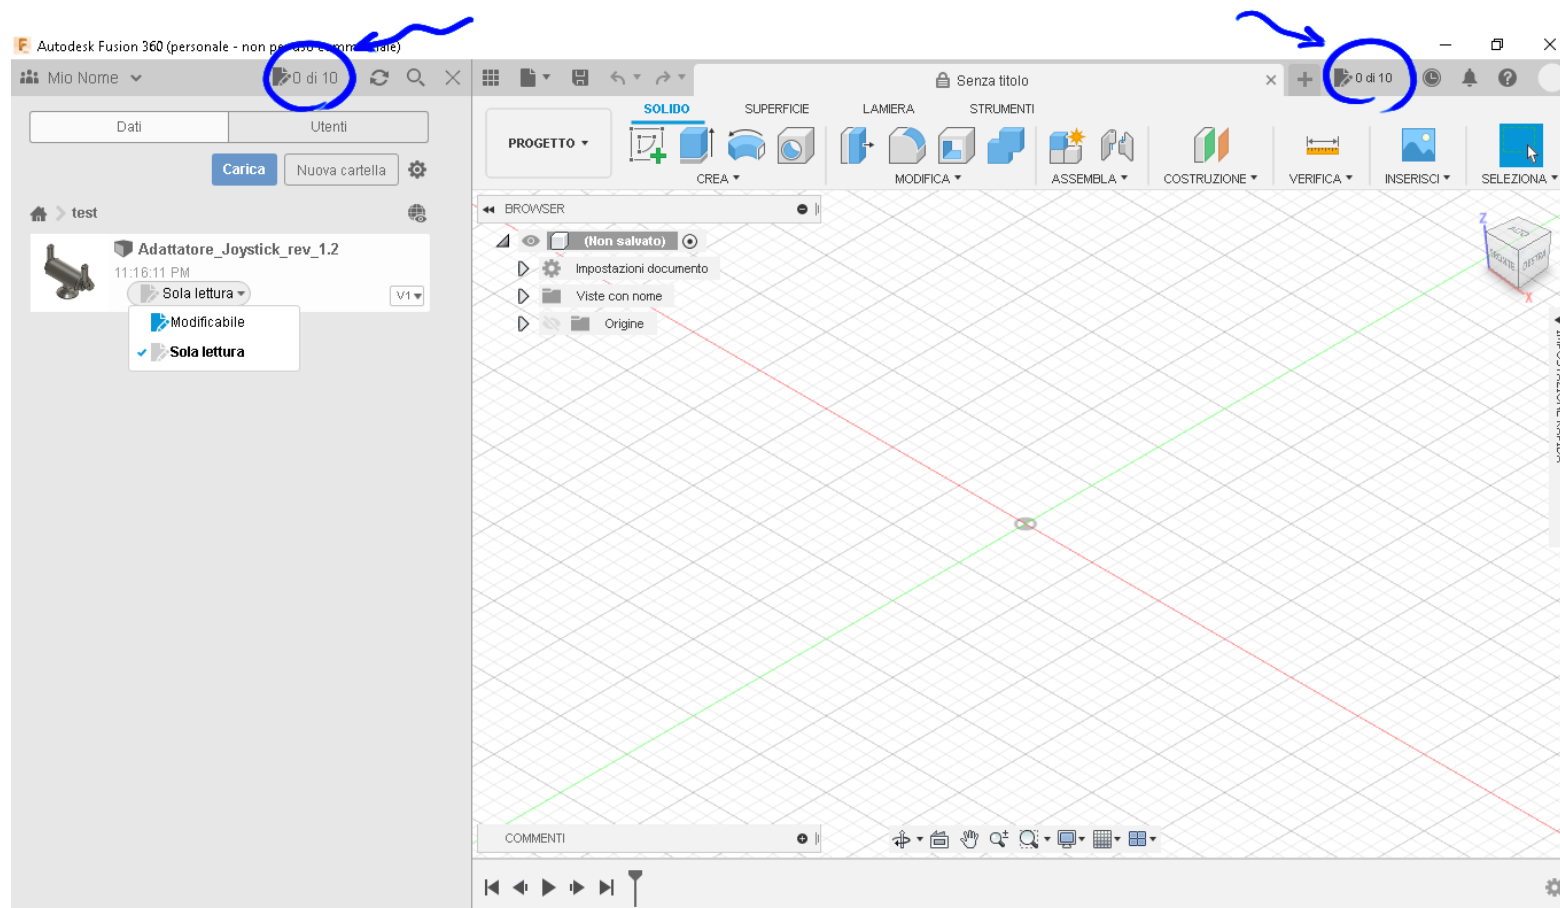 Autodesk Fusion 360 (personale - non per uso commerciale)
Mio Nome
0 di 10
Senza titolo
0 di 10
Dati
Utenti
Carica
Nuova cartella
test
Adattatore_Joystick_rev_1.2
11:16:11 PM
Sola lettura
V1
Modificabile
Sola lettura
SOLIDO
SUPERFICIE
LAMIERA
STRUMENTI
PROGETTO
CREA
MODIFICA
ASSEMBLA
COSTRUZIONE
VERIFICA
INSERISCI
SELEZIONA
BROWSER
(Non salvato)
Impostazioni documento
Viste con nome
Origine
Z
ALTO
FRONTE
DESTRA
X
COMMENTI